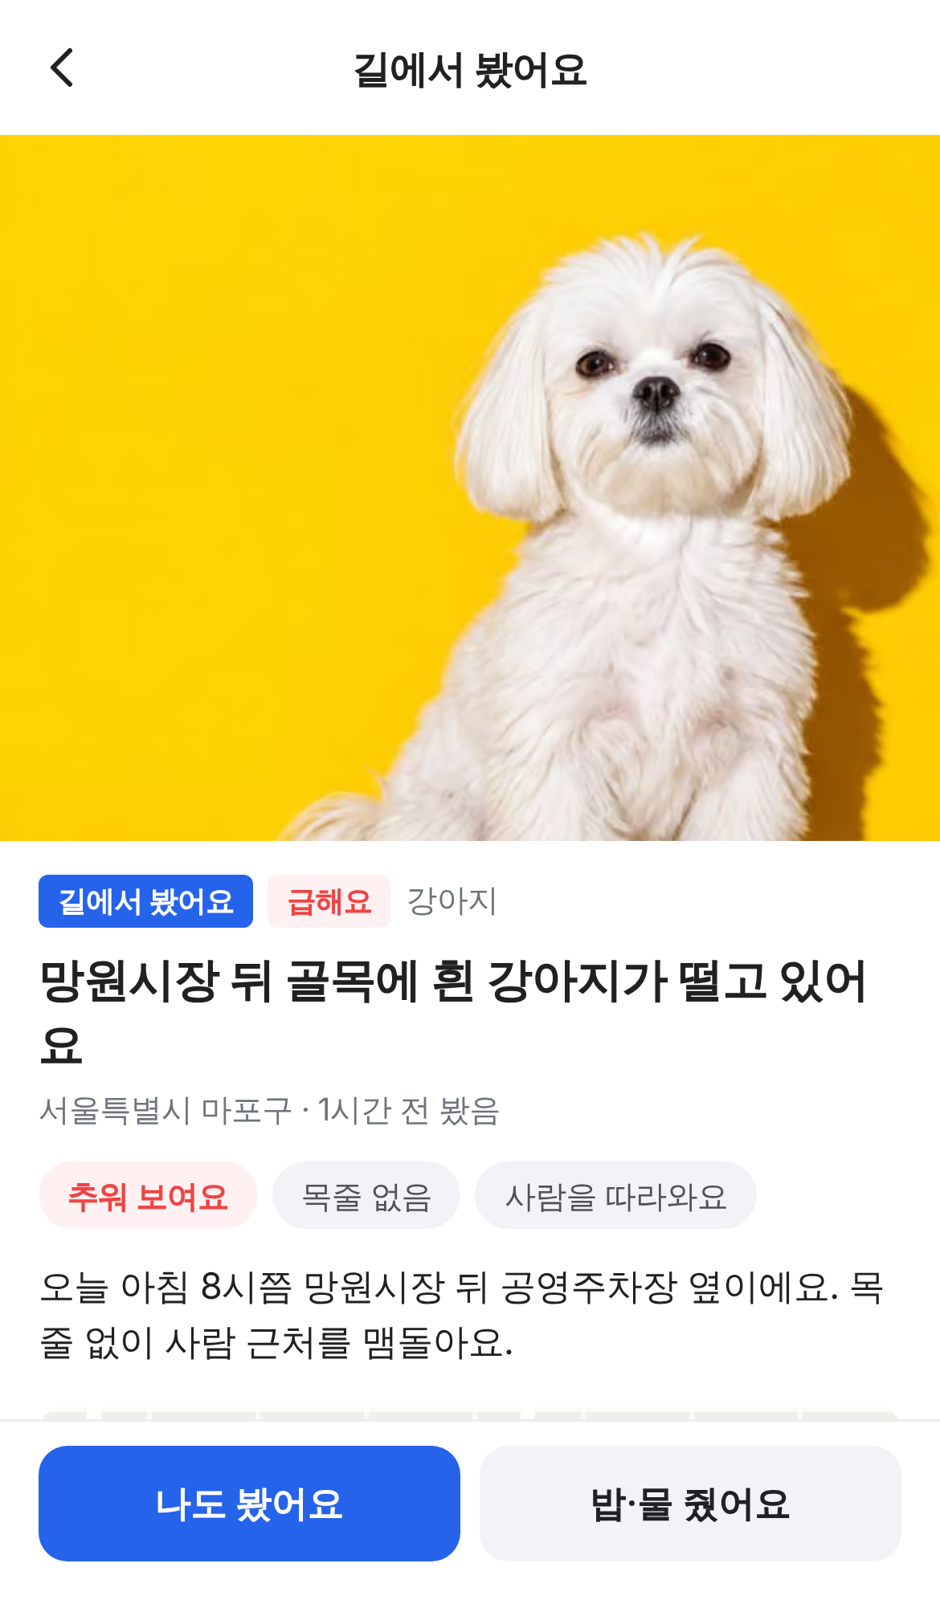 길에서 봤어요
길에서 봤어요 급해요 강아지
망원시장 뒤 골목에 흰 강아지가 떨고 있어
요
서울특별시 마포구 · 1시간 전 봤음
추워 보여요 목줄 없음 사람을 따라와요
오늘 아침 8시쯤 망원시장 뒤 공영주차장 옆이에요. 목
줄 없이 사람 근처를 맴돌아요.
나도 봤어요 밥·물 줬어요